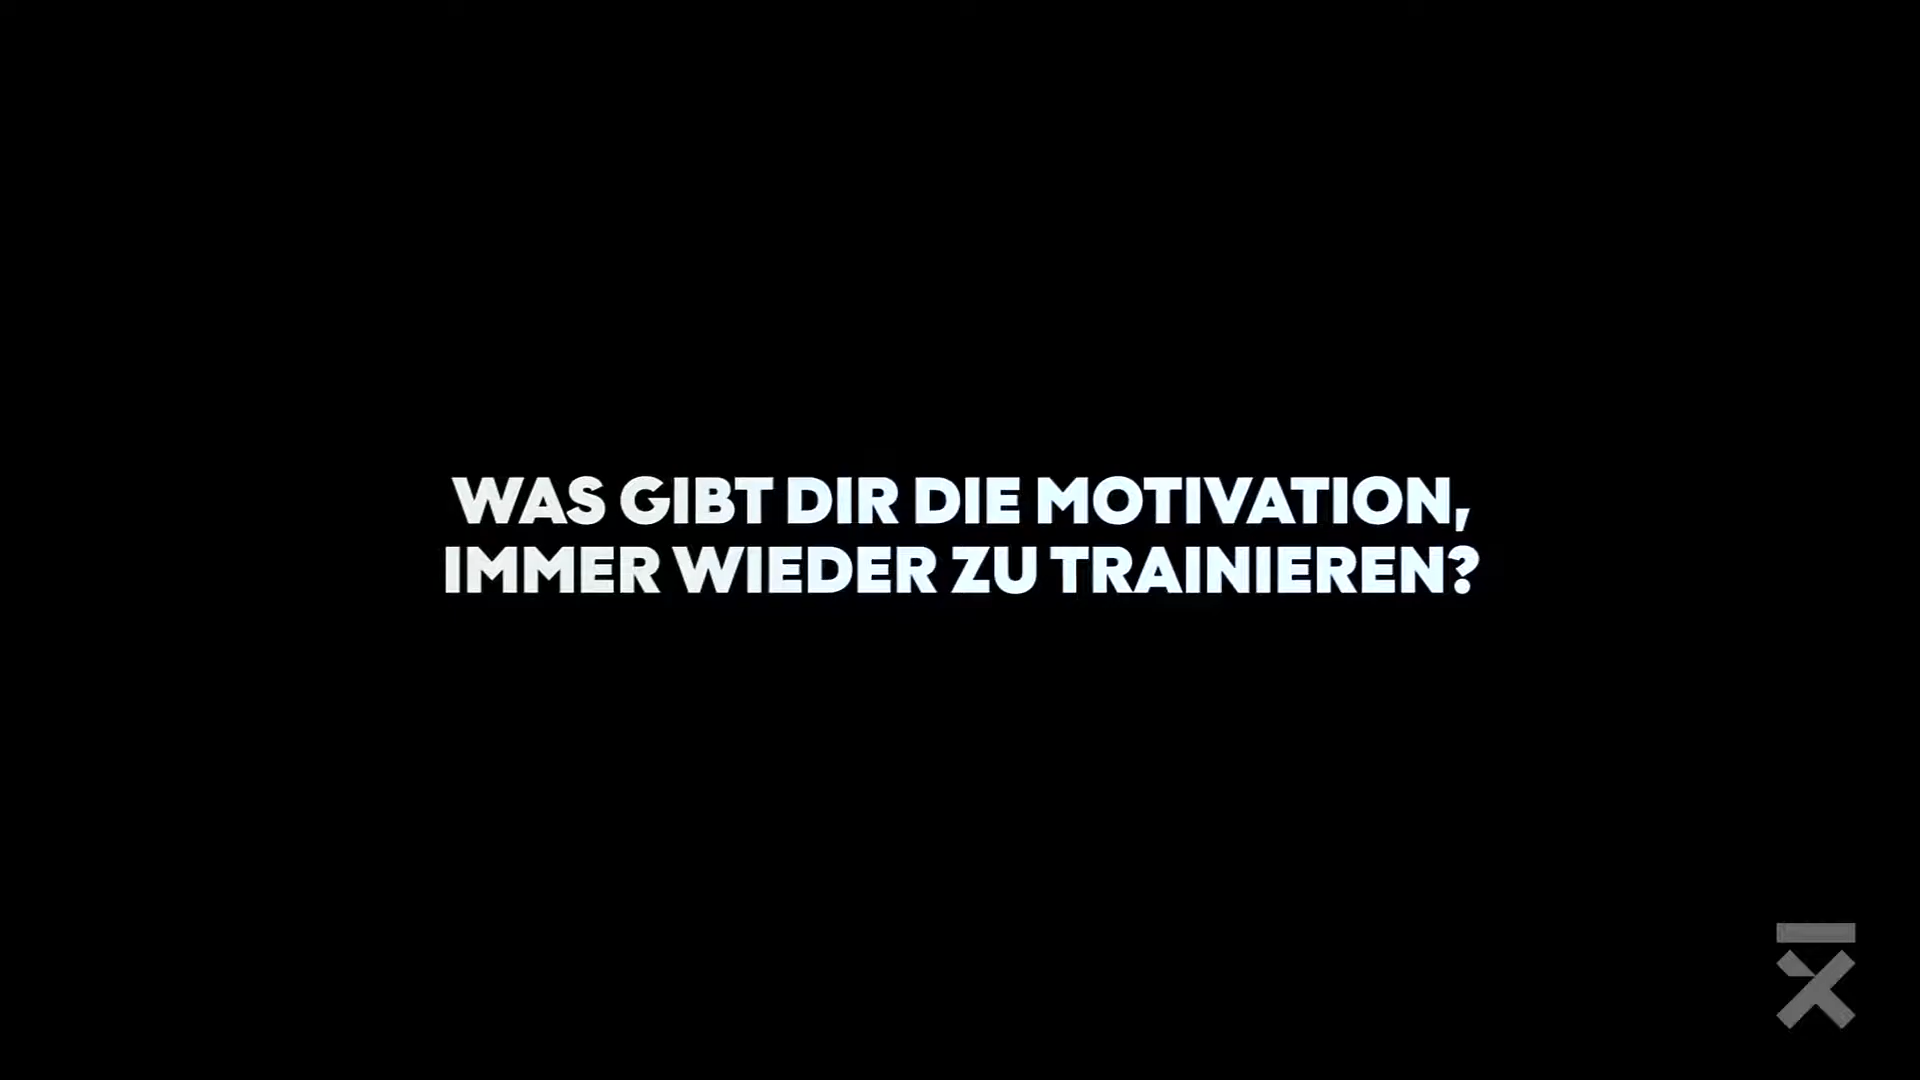 WAS GIBT DIR DIE MOTIVATION,
IMMER WIEDER ZU TRAINIEREN?